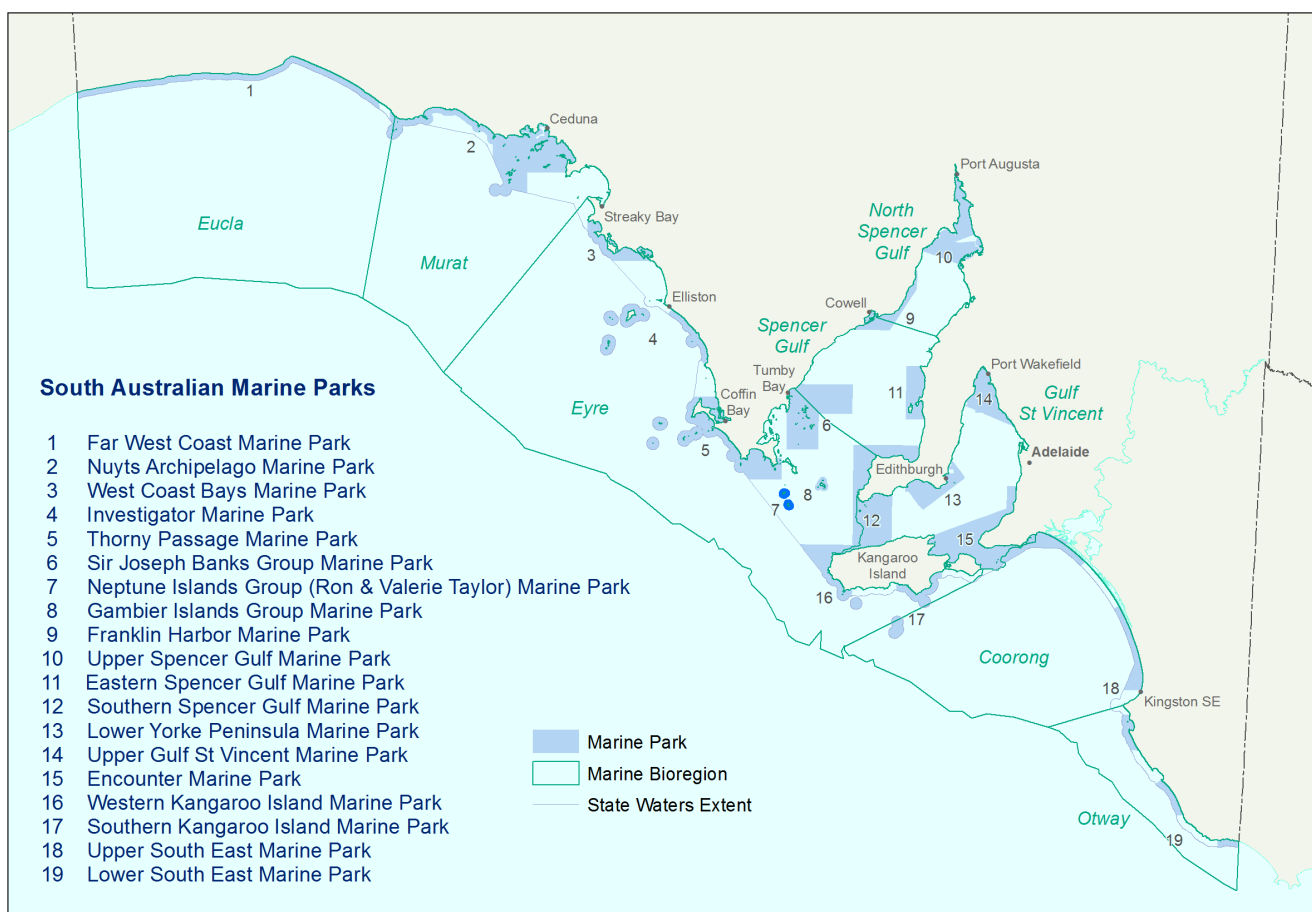 1
Ceduna
2
Port Augusta
North
Spencer
Gulf
Streaky Bay
Eucla
3
10
Murat
Elliston
Cowell
9
Spencer
Gulf
4
Port Wakefield
Tumby
Bay
Gulf
St Vincent
11
14
South Australian Marine Parks
Coffin
Bay
Eyre
6
5
Adelaide
Edithburgh
8
13
7
12
15
Kangaroo
Island
16
17
Coorong
18
Kingston SE
Otway
19
1 Far West Coast Marine Park
2 Nuyts Archipelago Marine Park
3 West Coast Bays Marine Park
4 Investigator Marine Park
5 Thorny Passage Marine Park
6 Sir Joseph Banks Group Marine Park
7 Neptune Islands Group (Ron & Valerie Taylor) Marine Park
8 Gambier Islands Group Marine Park
9 Franklin Harbor Marine Park
10 Upper Spencer Gulf Marine Park
11 Eastern Spencer Gulf Marine Park
12 Southern Spencer Gulf Marine Park
13 Lower Yorke Peninsula Marine Park
14 Upper Gulf St Vincent Marine Park
15 Encounter Marine Park
16 Western Kangaroo Island Marine Park
17 Southern Kangaroo Island Marine Park
18 Upper South East Marine Park
19 Lower South East Marine Park
Marine Park
Marine Bioregion
State Waters Extent